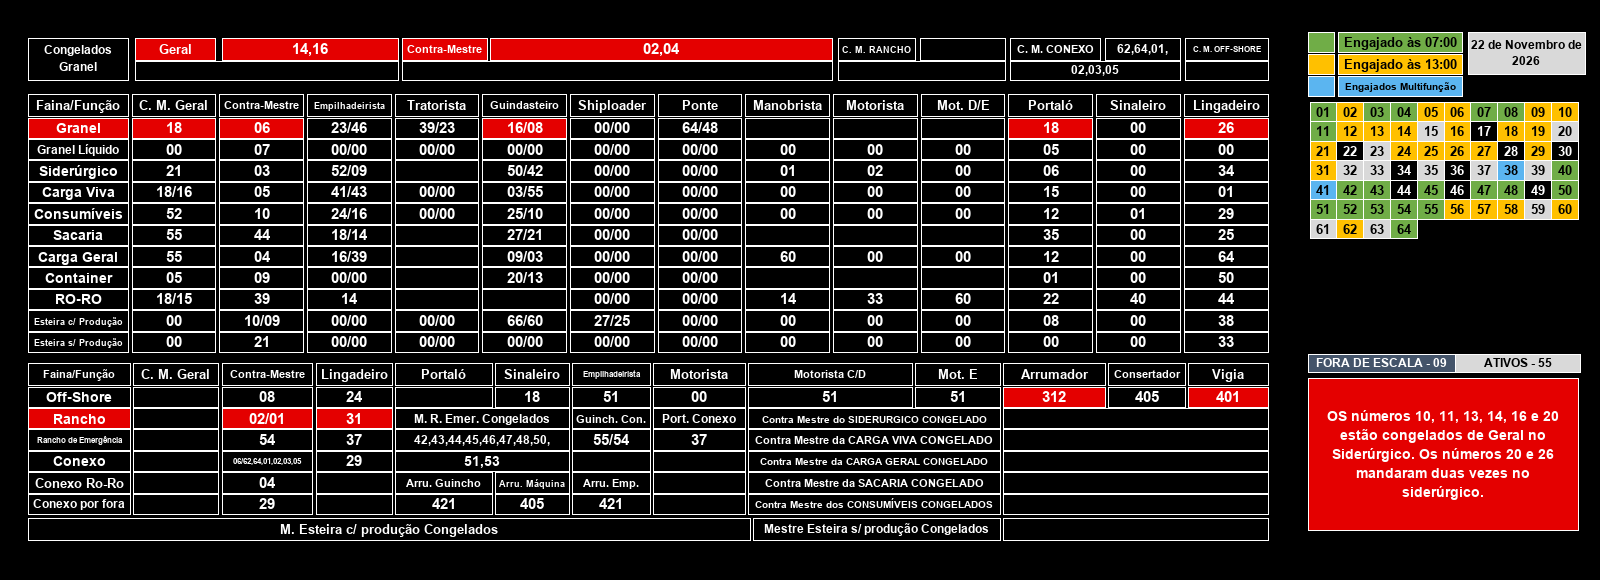 Congelados Granel Geral 14,16 Contra-Mestre 02,04 C. M. RANCHO C. M. CONEXO 62,64,01, C. M. OFF-SHORE
02,03,05
Faina/Função C. M. Geral Contra-Mestre Empilhadeirista Tratorista Guindasteiro Shiploader Ponte Manobrista Motorista Mot. D/E Portaló Sinaleiro Lingadeiro
Granel 18 06 23/46 39/23 16/08 00/00 64/48 18 00 26
Granel Líquido 00 07 00/00 00/00 00/00 00/00 00/00 00 00 00 05 00 00
Siderúrgico 21 03 52/09 50/42 00/00 00/00 01 02 00 06 00 34
Carga Viva 18/16 05 41/43 00/00 03/55 00/00 00/00 00 00 00 15 00 01
Consumíveis 52 10 24/16 00/00 25/10 00/00 00/00 00 00 00 12 01 29
Sacaria 55 44 18/14 27/21 00/00 00/00 35 00 25
Carga Geral 55 04 16/39 09/03 00/00 00/00 60 00 00 12 00 64
Container 05 09 00/00 20/13 00/00 00/00 01 00 50
RO-RO 18/15 39 14 00/00 00/00 14 33 60 22 40 44
Esteira c/ Produção 00 10/09 00/00 00/00 66/60 27/25 00/00 00 00 00 08 00 38
Esteira s/ Produção 00 21 00/00 00/00 00/00 00/00 00/00 00 00 00 00 00 33
Faina/Função C. M. Geral Contra-Mestre Lingadeiro Portaló Sinaleiro Empilhadeirista Motorista Motorista C/D Mot. E Arrumador Consertador Vigia
Off-Shore 08 24 18 51 00 51 51 312 405 401
Rancho 02/01 31 M. R. Emer. Congelados Guinch. Con. Port. Conexo Contra Mestre do SIDERURGICO CONGELADO
Rancho de Emergência 54 37 42,43,44,45,46,47,48,50, 55/54 37 Contra Mestre da CARGA VIVA CONGELADO
Conexo 06/62,64,01,02,03,05 29 51,53 Contra Mestre da CARGA GERAL CONGELADO
Conexo Ro-Ro 04 Arru. Guincho Arru. Máquina Arru. Emp. Contra Mestre da SACARIA CONGELADO
Conexo por fora 29 421 405 421 Contra Mestre dos CONSUMÍVEIS CONGELADOS
M. Esteira c/ produção Congelados Mestre Esteira s/ produção Congelados
Engajado às 07:00
Engajado às 13:00
Engajados Multifunção
22 de Novembro de
2026
01 02 03 04 05 06 07 08 09 10
11 12 13 14 15 16 17 18 19 20
21 22 23 24 25 26 27 28 29 30
31 32 33 34 35 36 37 38 39 40
41 42 43 44 45 46 47 48 49 50
51 52 53 54 55 56 57 58 59 60
61 62 63 64
FORA DE ESCALA - 09 ATIVOS - 55
OS números 10, 11, 13, 14, 16 e 20
estão congelados de Geral no
Siderúrgico. Os números 20 e 26
mandaram duas vezes no
siderúrgico.